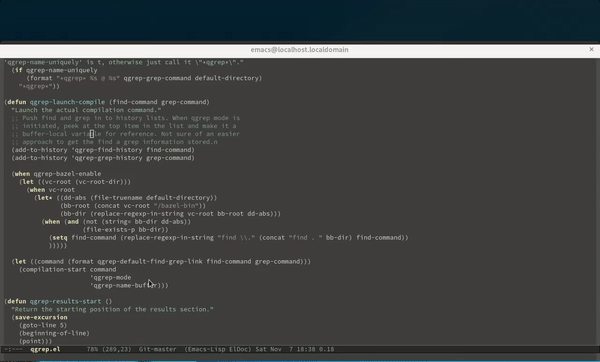 emacs@localhost.localdomain
'qgrep-name-uniquely' is t, otherwise just call it \"*qgrep*\"."
(if qgrep-name-uniquely
(format "*qgrep* %s @ %s" qgrep-grep-command default-directory)
"*qgrep*"))
(defun qgrep-launch-compile (find-command grep-command)
"Launch the actual compilation command."
;; Push find and grep in to history lists. When qgrep mode is
;; initiated, peek at the top item in the list and make it a
;; buffer-local variable for reference. Not sure of an easier
;; approach to get the find a grep information stored.n
(add-to-history 'qgrep-find-history find-command)
(add-to-history 'qgrep-grep-history grep-command)
(when qgrep-bazel-enable
(let ((vc-root (vc-root-dir)))
(when vc-root
(let* ((dd-abs (file-truename default-directory))
(bb-root (concat vc-root "/bazel-bin"))
(bb-dir (replace-regexp-in-string vc-root bb-root dd-abs)))
(when (and (not (string= bb-dir dd-abs))
(file-exists-p bb-dir))
(setq find-command (replace-regexp-in-string "find \\." (concat "find . " bb-dir) find-command))
)))))
(let ((command (format qgrep-default-find-grep-link find-command grep-command)))
(compilation-start command
'qgrep-mode
'qgrep-name-buffer)))
(defun qgrep-results-start ()
"Return the starting position of the results section."
(save-excursion
(goto-line 5)
(beginning-of-line)
(point)))
-:--- qgrep.el 78% (209,23) Git-master (Emacs-Lisp ElDoc) Sat Nov 7 18:38 0.18